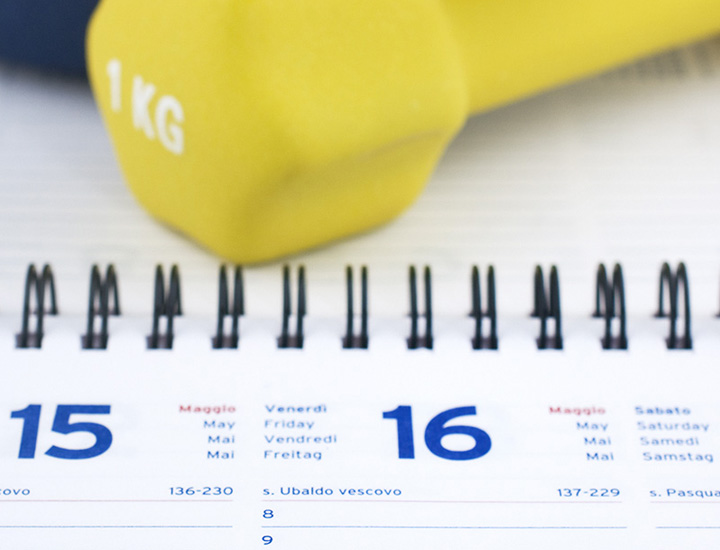 1 KG
15
Maggio
May
Mai
Mai
136-230
Venerdì
Friday
Vendredi
Freitag
16
Maggio
May
Mai
Mai
s. Ubaldo vescovo
137-229
8
9
Sabato
Saturday
Samedi
Samstag
s. Pasqua